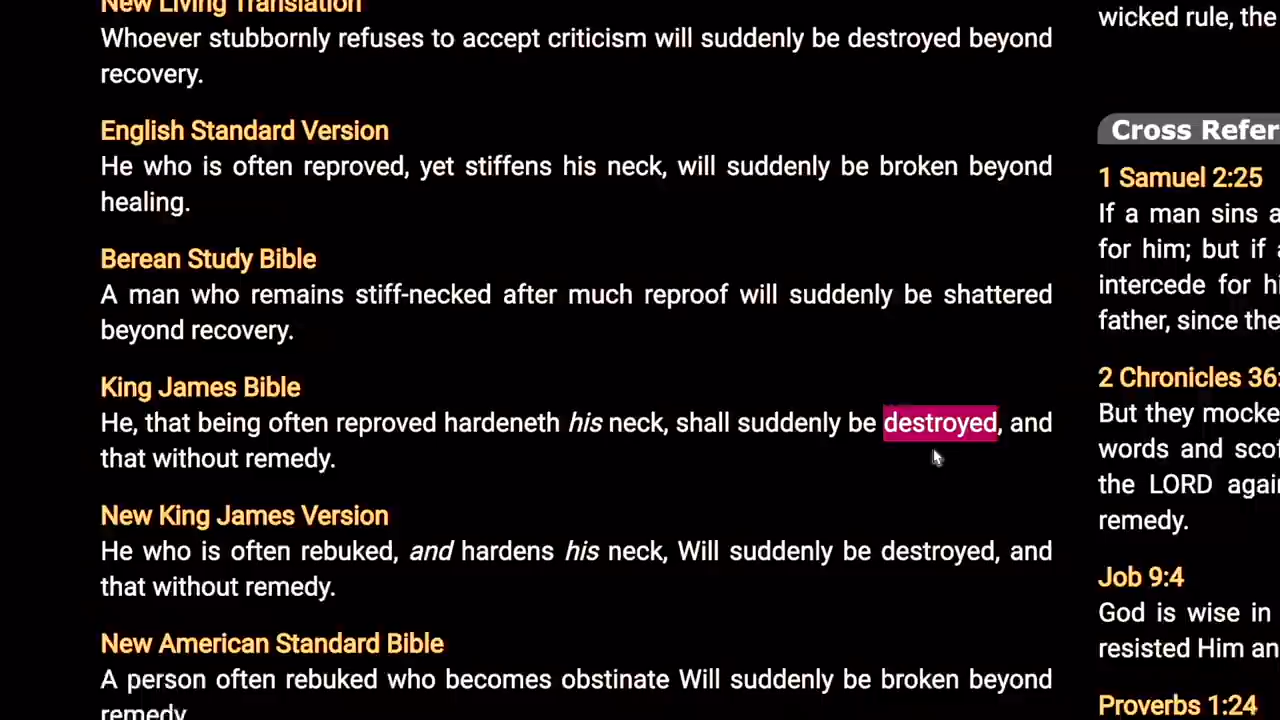 New Living Translation
Whoever stubbornly refuses to accept criticism will suddenly be destroyed beyond
recovery.
English Standard Version
He who is often reproved, yet stiffens his neck, will suddenly be broken beyond
healing.
Berean Study Bible
A man who remains stiff-necked after much reproof will suddenly be shattered
beyond recovery.
King James Bible
He, that being often reproved hardeneth his neck, shall suddenly be destroyed, and
that without remedy.
New King James Version
He who is often rebuked, and hardens his neck, Will suddenly be destroyed, and
that without remedy.
New American Standard Bible
A person often rebuked who becomes obstinate Will suddenly be broken beyond
remedy
wicked rule, the
Cross Refer
1 Samuel 2:25
If a man sins a
for him; but if
intercede for hi
father, since the
2 Chronicles 36:
But they mocke
words and scof
the LORD agai
remedy.
Job 9:4
God is wise in
resisted Him an
Proverbs 1:24